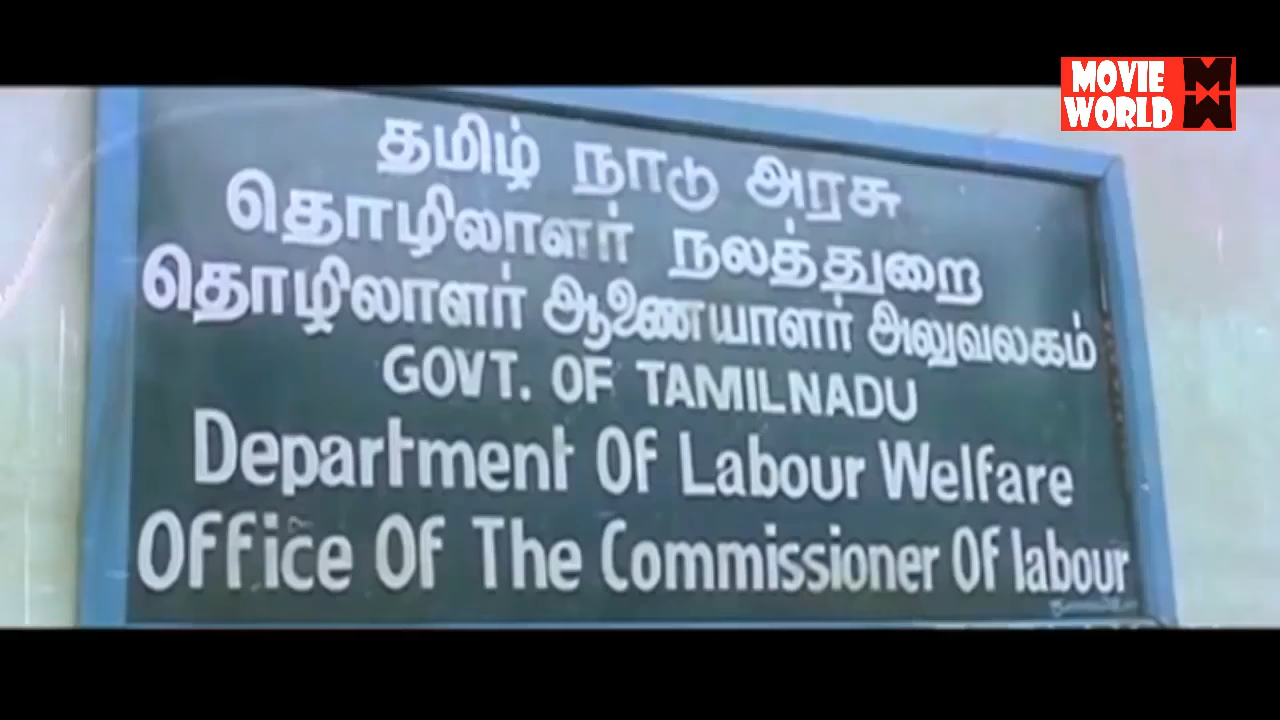 MOVIE
WORLD
தமிழ் நாடு அரசு
தொழிலாளர் நலத்துறை
தொழிலாளர் ஆணையாளர் அலுவலகம்
GOVT. OF TAMILNADU
Department Of Labour Welfare
Office Of The Commissioner Of labour